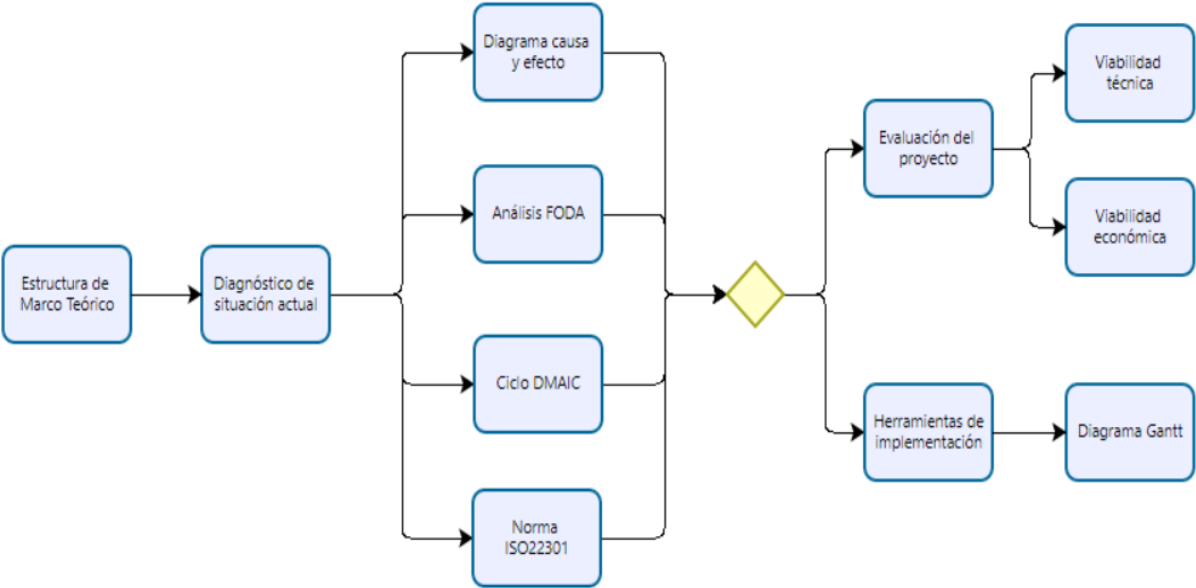 Estructura de
Marco Teórico
Diagnóstico de
situación actual
Diagrama causa
y efecto
Análisis FODA
Ciclo DMAIC
Norma
ISO22301
Evaluación del
proyecto
Viabilidad
técnica
Viabilidad
económica
Herramientas de
implementación
Diagrama Gantt